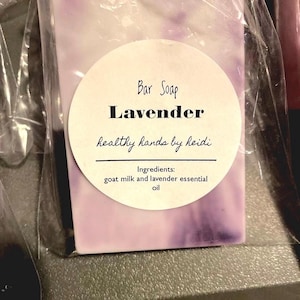 Bar Soap
Lavender
healthy hands by heidi
Ingredients:
goat milk and lavender essential
oil